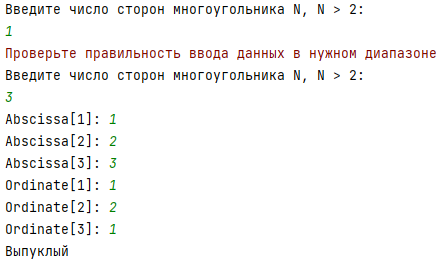 Введите число сторон многоугольника N, N > 2:
1
Проверьте правильность ввода данных в нужном диапазоне
Введите число сторон многоугольника N, N > 2:
3
Abscissa[1]: 1
Abscissa[2]: 2
Abscissa[3]: 3
Ordinate[1]: 1
Ordinate[2]: 2
Ordinate[3]: 1
Выпуклый